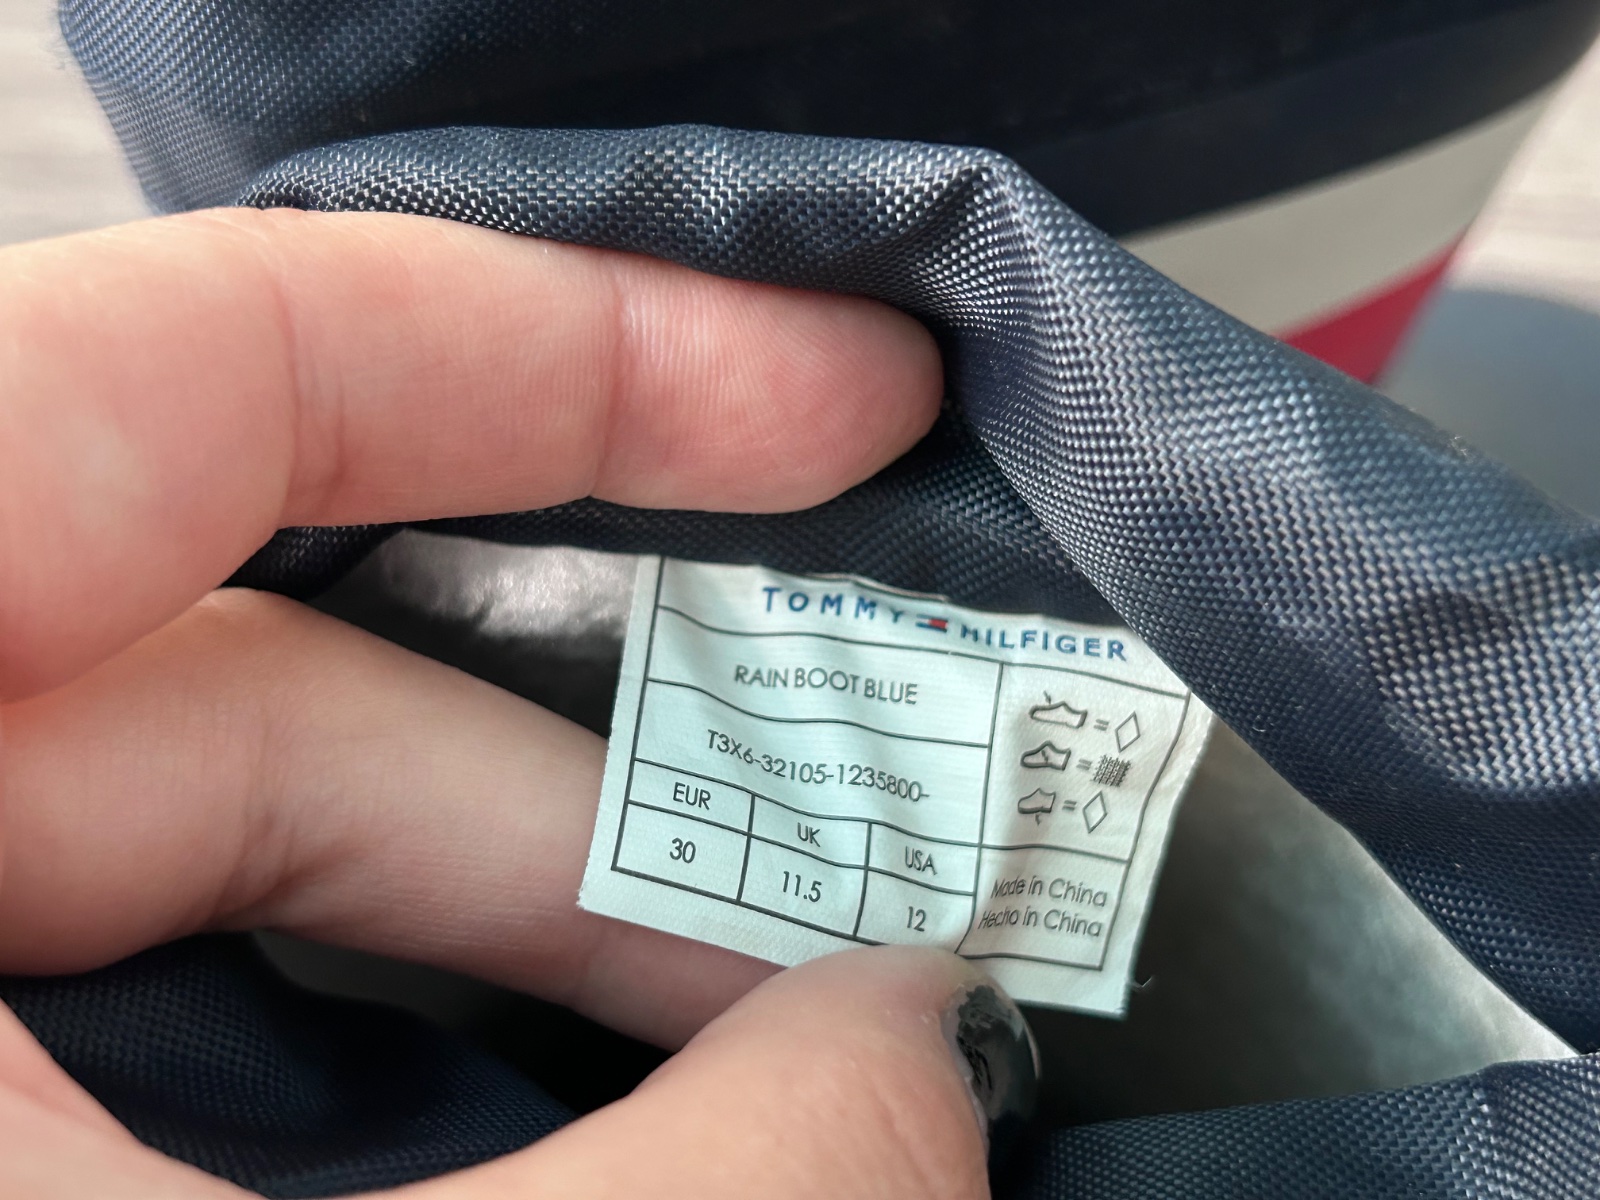 TOMMY HILFIGER
RAIN BOOT BLUE
T3X6-32105-1235800-
EUR UK USA
30 11.5 12
Made in China
Hecho in China